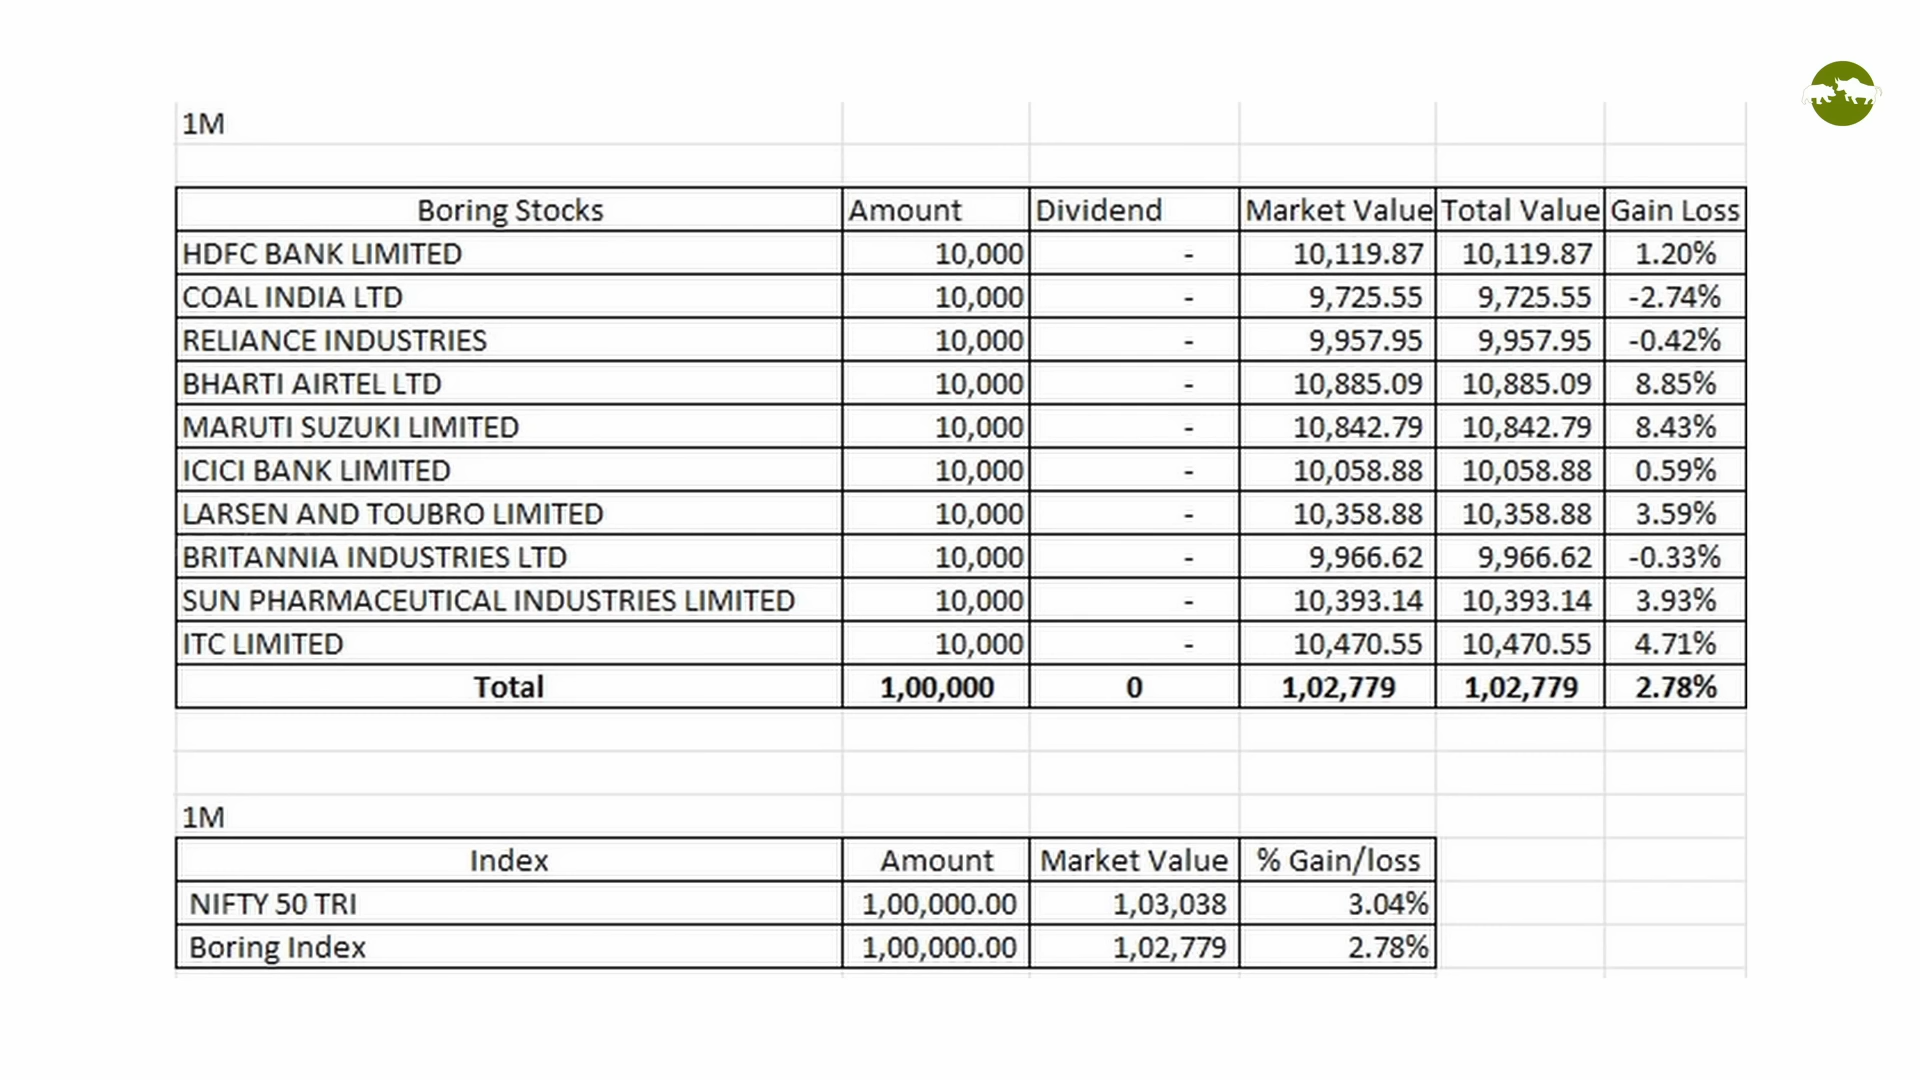 1M
Boring Stocks Amount Dividend Market Value Total Value Gain Loss
HDFC BANK LIMITED 10,000 - 10,119.87 10,119.87 1.20%
COAL INDIA LTD 10,000 - 9,725.55 9,725.55 -2.74%
RELIANCE INDUSTRIES 10,000 - 9,957.95 9,957.95 -0.42%
BHARTI AIRTEL LTD 10,000 - 10,885.09 10,885.09 8.85%
MARUTI SUZUKI LIMITED 10,000 - 10,842.79 10,842.79 8.43%
ICICI BANK LIMITED 10,000 - 10,058.88 10,058.88 0.59%
LARSEN AND TOUBRO LIMITED 10,000 - 10,358.88 10,358.88 3.59%
BRITANNIA INDUSTRIES LTD 10,000 - 9,966.62 9,966.62 -0.33%
SUN PHARMACEUTICAL INDUSTRIES LIMITED 10,000 - 10,393.14 10,393.14 3.93%
ITC LIMITED 10,000 - 10,470.55 10,470.55 4.71%
Total 1,00,000 0 1,02,779 1,02,779 2.78%
1M
Index Amount Market Value % Gain/loss
NIFTY 50 TRI 1,00,000.00 1,03,038 3.04%
Boring Index 1,00,000.00 1,02,779 2.78%